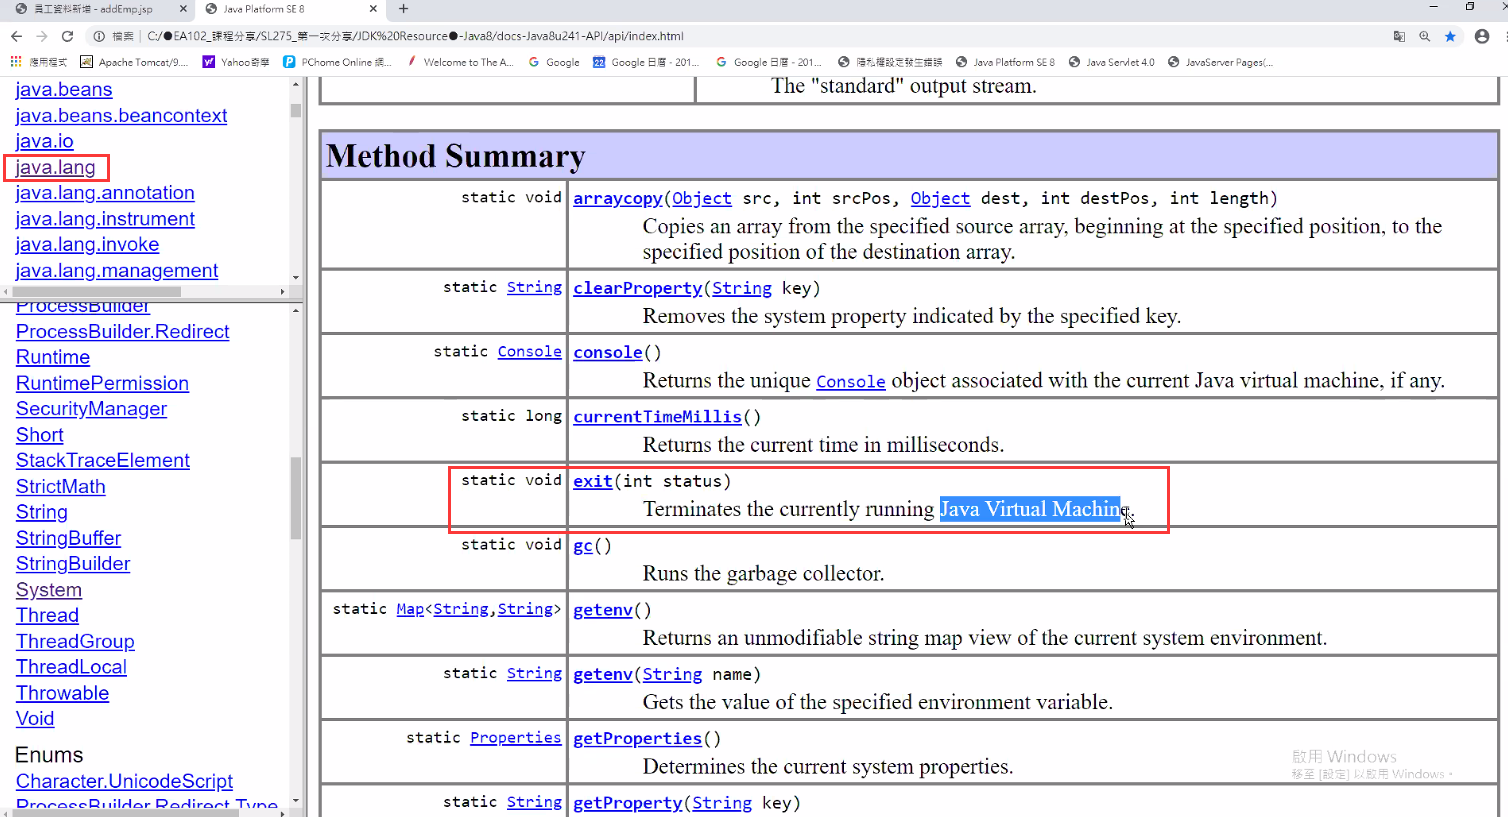 員工資料新增 - addEmp.jsp
Java Platform SE 8
檔案
C:/●EA102_課程分享/SL275_第一次分享/JDK%20Resource●-Java8/docs-Java8u241-API/api/index.html
應用程式
Apache Tomcat/9....
Yahoo奇摩
PChome Online 網...
Welcome to The A...
Google
Google 日曆 - 201...
Google 日曆 - 201...
隱私權設定發生錯誤
Java Platform SE 8
Java Servlet 4.0
JavaServer Pages(...
java.beans
java.beans.beancontext
java.io
java.lang
java.lang.annotation
java.lang.instrument
java.lang.invoke
java.lang.management
ProcessBuilder
ProcessBuilder.Redirect
Runtime
RuntimePermission
SecurityManager
Short
StackTraceElement
StrictMath
String
StringBuffer
StringBuilder
System
Thread
ThreadGroup
ThreadLocal
Throwable
Void
Enums
Character.UnicodeScript
ProcessBuilder.Redirect.Type
The "standard" output stream.
Method Summary
static void arraycopy(Object src, int srcPos, Object dest, int destPos, int length)
Copies an array from the specified source array, beginning at the specified position, to the
specified position of the destination array.
static String clearProperty(String key)
Removes the system property indicated by the specified key.
static Console console()
Returns the unique Console object associated with the current Java virtual machine, if any.
static long currentTimeMillis()
Returns the current time in milliseconds.
static void exit(int status)
Terminates the currently running Java Virtual Machine.
static void gc()
Runs the garbage collector.
static Map<String,String> getenv()
Returns an unmodifiable string map view of the current system environment.
static String getenv(String name)
Gets the value of the specified environment variable.
static Properties getProperties()
Determines the current system properties.
static String getProperty(String key)
啟用 Windows
移至 [設定] 以啟用 Windows。